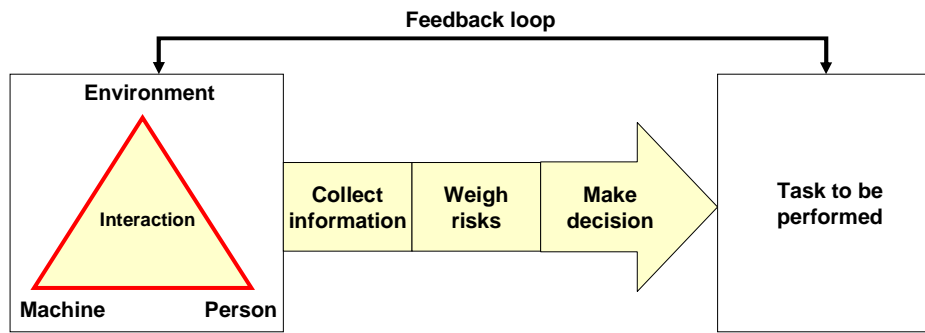 Feedback loop
Environment
Interaction
Machine
Person
Collect
information
Weigh
risks
Make
decision
Task to be
performed